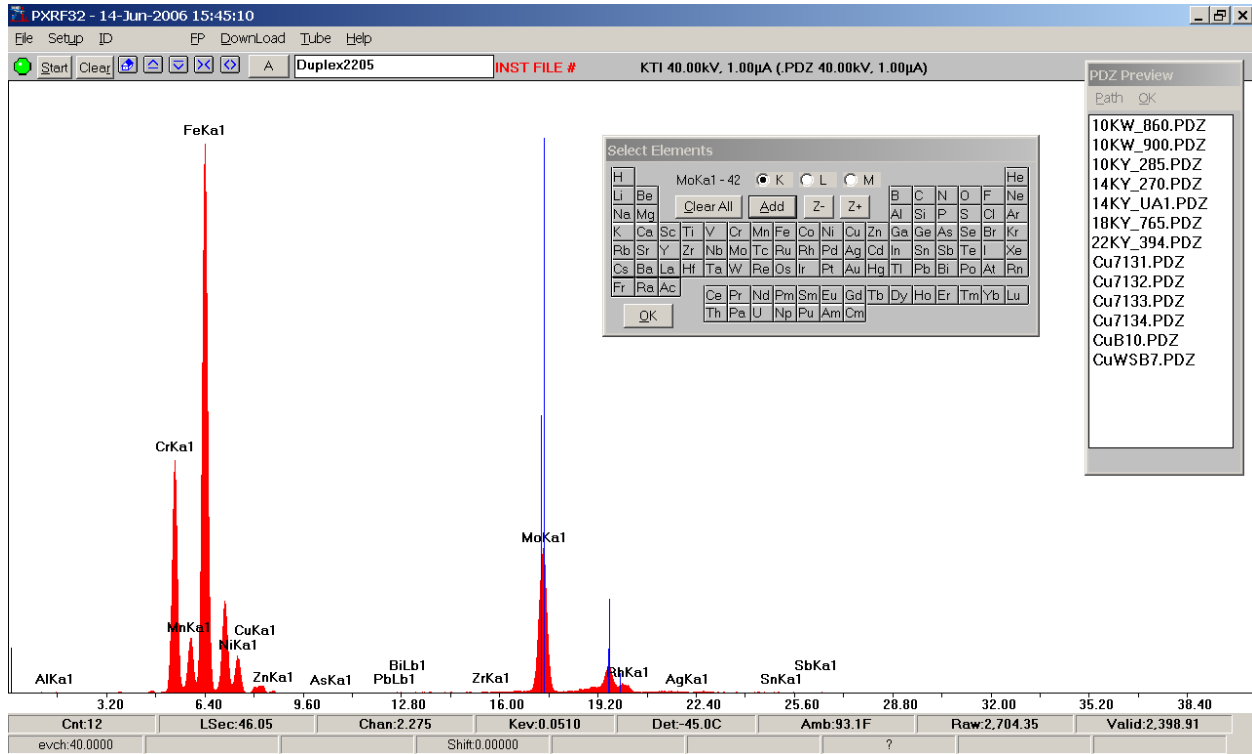 PXRF32 - 14-Jun-2006 15:45:10
File Setup ID FP DownLoad Tube Help
Start Clear A Duplex2205 INST FILE # KTI 40.00kV, 1.00µA (.PDZ 40.00kV, 1.00µA)
PDZ Preview
Path OK
10KW_860.PDZ
10KW_900.PDZ
10KY_285.PDZ
14KY_270.PDZ
14KY_UA1.PDZ
18KY_765.PDZ
22KY_394.PDZ
Cu7131.PDZ
Cu7132.PDZ
Cu7133.PDZ
Cu7134.PDZ
CuB10.PDZ
CuWSB7.PDZ
Select Elements
H MoKa1 - 42 K L M He
Li Be B C N O F Ne
Clear All Add Z- Z+
Na Mg Al Si P S Cl Ar
K Ca Sc Ti V Cr Mn Fe Co Ni Cu Zn Ga Ge As Se Br Kr
Rb Sr Y Zr Nb Mo Tc Ru Rh Pd Ag Cd In Sn Sb Te I Xe
Cs Ba La Hf Ta W Re Os Ir Pt Au Hg Tl Pb Bi Po At Rn
Fr Ra Ac
Ce Pr Nd Pm Sm Eu Gd Tb Dy Ho Er Tm Yb Lu
Th Pa U Np Pu Am Cm
OK
FeKa1
CrKa1
MoKa1
MnKa1 CuKa1
NiKa1
BiLb1 SbKa1
AlKa1 ZnKa1 AsKa1 PbLb1 ZrKa1 RhKa1 AgKa1 SnKa1
3.20 6.40 9.60 12.80 16.00 19.20 22.40 25.60 28.80 32.00 35.20 38.40
Cnt:12 LSec:46.05 Chan:2.275 Kev:0.0510 Det:-45.0C Amb:93.1F Raw:2,704.35 Valid:2,398.91
evch:40.0000 Shift:0.00000 ?